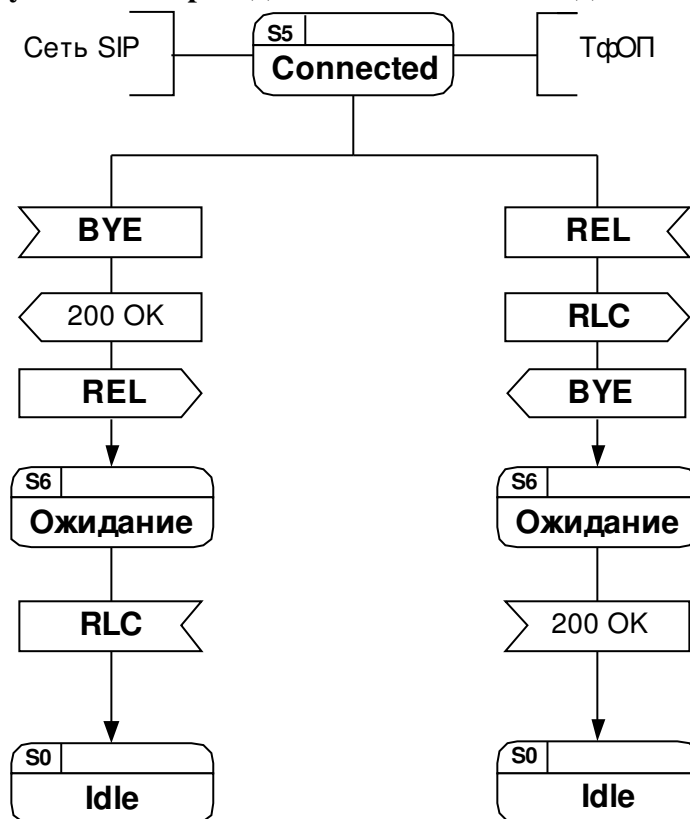 Сеть SIP
S5
Connected
ТфОП
BYE
REL
200 OK
RLC
REL
BYE
S6
Ожидание
S6
Ожидание
RLC
200 OK
S0
Idle
S0
Idle